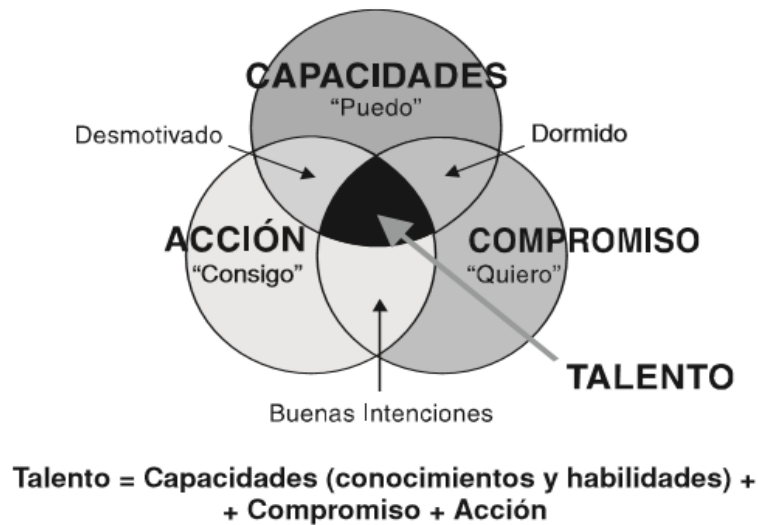 CAPACIDADES
“Puedo”
Desmotivado
Dormido
ACCIÓN
“Consigo”
COMPROMISO
“Quiero”
TALENTO
Buenas Intenciones
Talento = Capacidades (conocimientos y habilidades) +
+ Compromiso + Acción